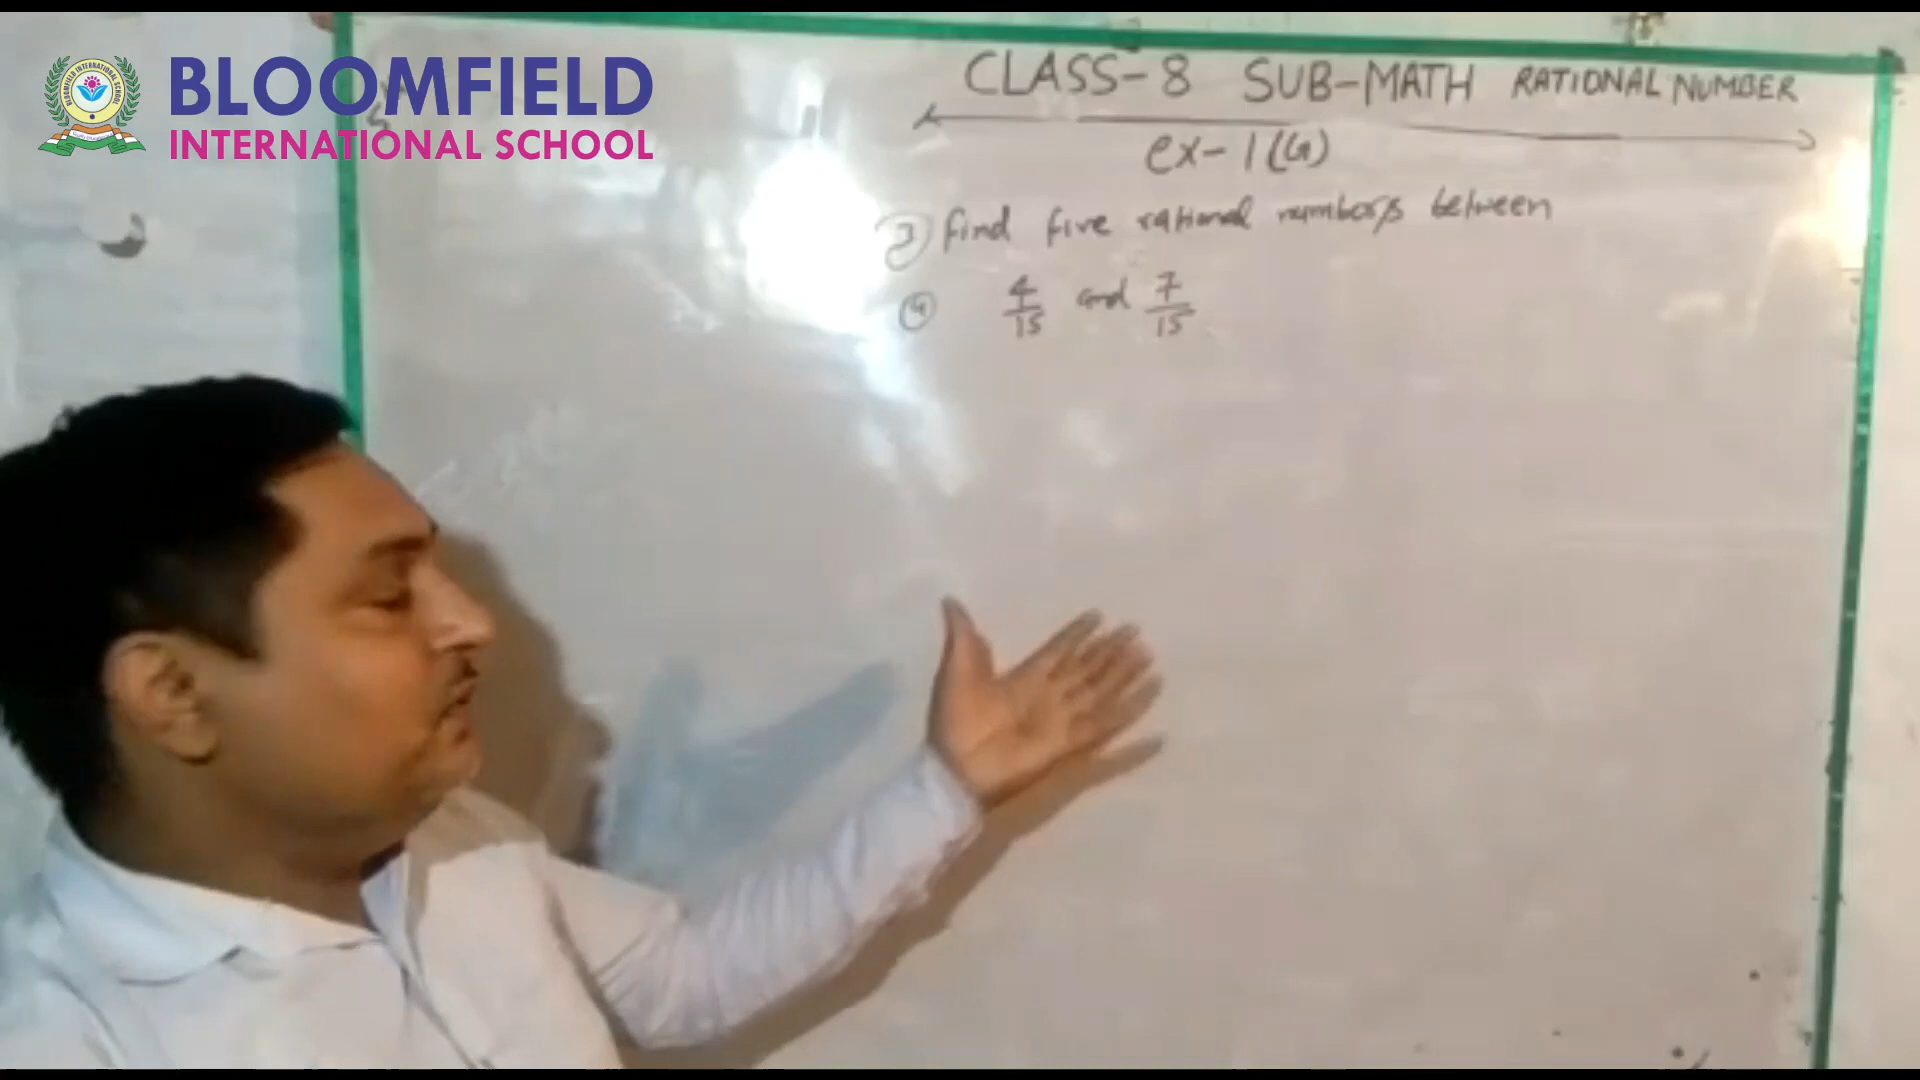 BLOOMFIELD
INTERNATIONAL SCHOOL
CLASS-8 SUB-MATH RATIONAL NUMBER
ex-1(G)
3) find five rational numbers between
4/15 and 7/15